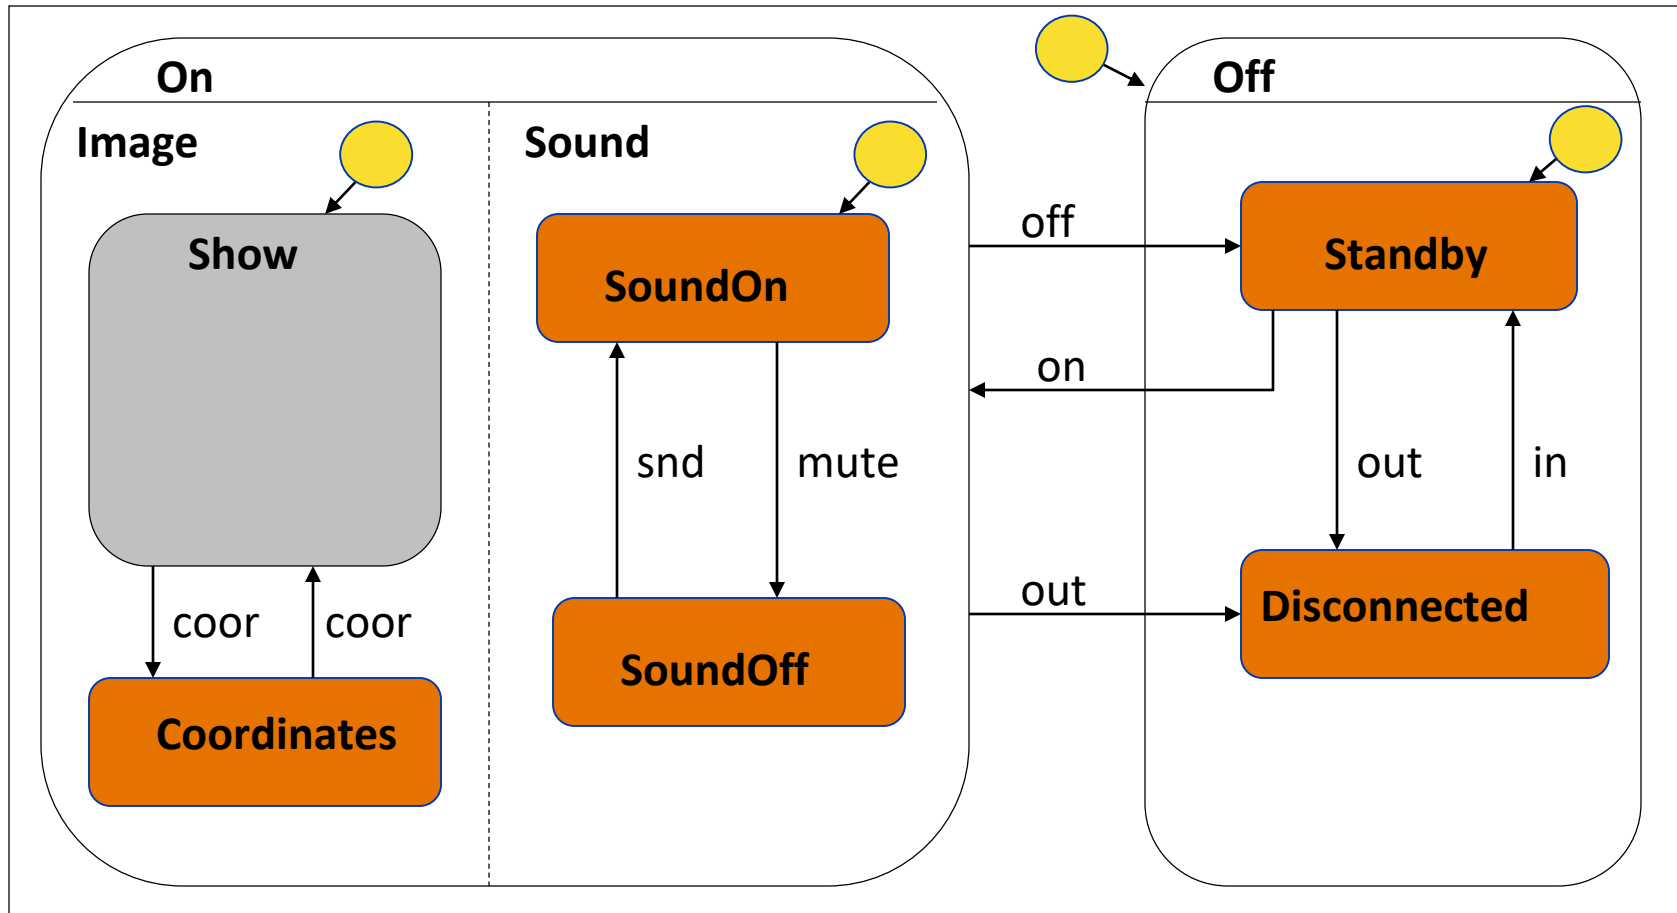 On
Off
Image
Sound
Show
SoundOn
off
Standby
on
snd
mute
out
in
out
Disconnected
coor
coor
SoundOff
Coordinates